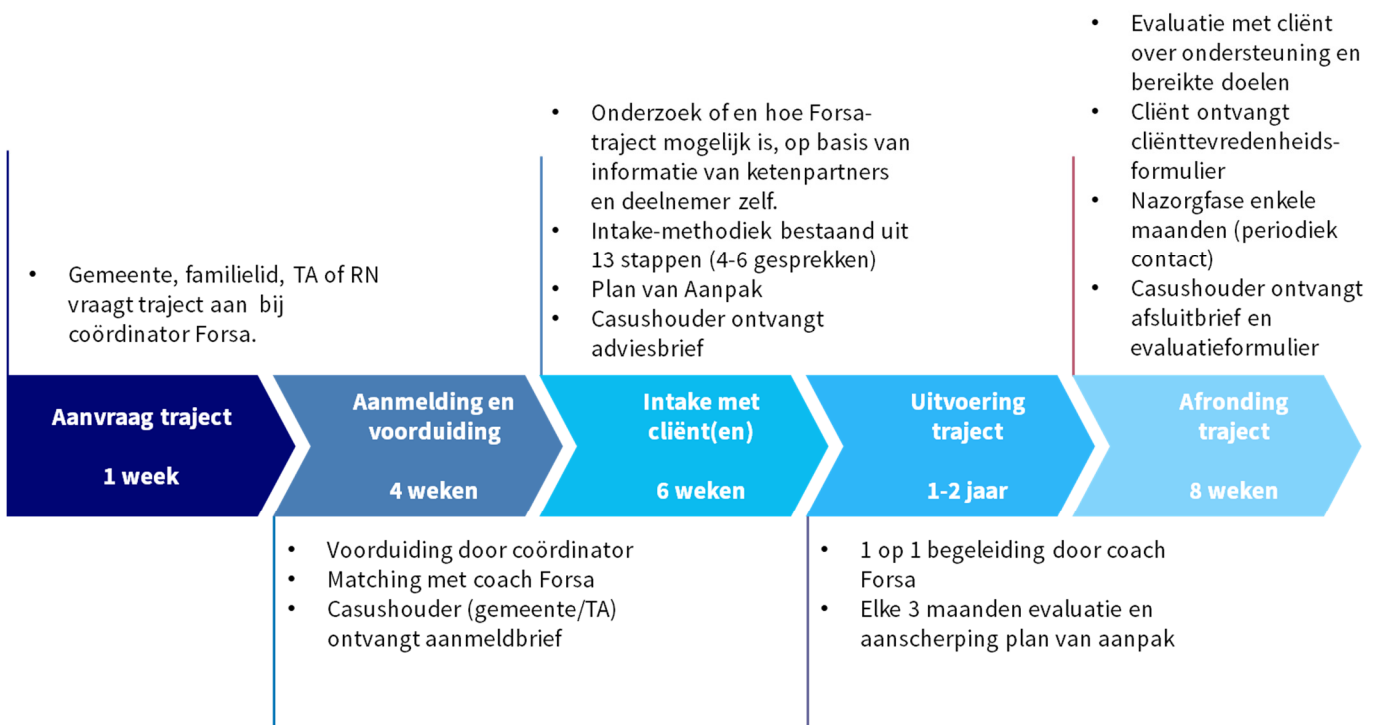 • Gemeente, familielid, TA of RN
vraagt traject aan  bij
coördinator Forsa.
Aanvraag traject
1 week
Aanmelding en
voorduiding
4 weken
• Voorduiding door coördinator
• Matching met coach Forsa
• Casushouder (gemeente/TA)
ontvangt aanmeldbrief
• Onderzoek of en hoe Forsa-
traject mogelijk is, op basis van
informatie van ketenpartners
en deelnemer zelf.
• Intake-methodiek bestaand uit
13 stappen (4-6 gesprekken)
• Plan van Aanpak
• Casushouder ontvangt
adviesbrief
Intake met
cliënt(en)
6 weken
Uitvoering
traject
1-2 jaar
• 1 op 1 begeleiding door coach
Forsa
• Elke 3 maanden evaluatie en
aanscherping plan van aanpak
• Evaluatie met cliënt
over ondersteuning en
bereikte doelen
• Cliënt ontvangt
cliënttevredenheids-
formulier
• Nazorgfase enkele
maanden (periodiek
contact)
• Casushouder ontvangt
afsluitbrief en
evaluatieformulier
Afronding
traject
8 weken